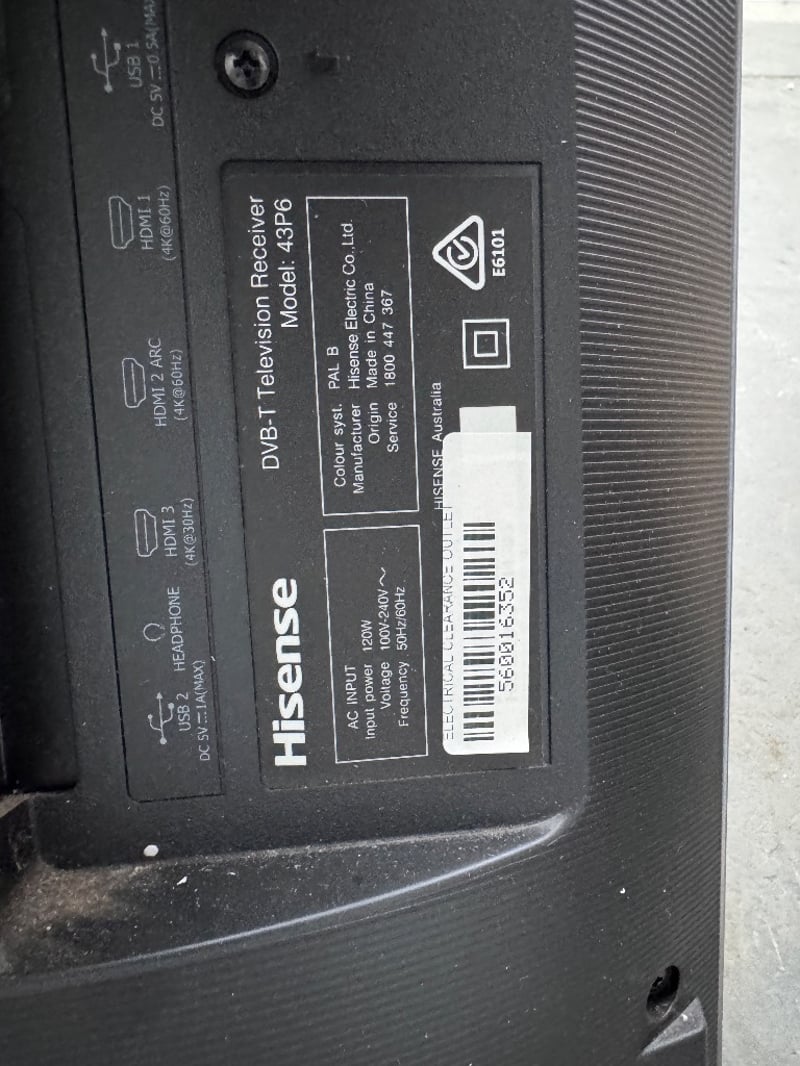 USB 1
DC 5V ⎓ 0.5A(MAX)
HDMI 1
(4K@60Hz)
HDMI 2 ARC
(4K@60Hz)
HDMI 3
(4K@30Hz)
HEADPHONE
USB 2
DC 5V ⎓ 1A(MAX)
Hisense
DVB-T Television Receiver
Model: 43P6
AC INPUT
Input power 120W
Voltage 100V-240V ~
Frequency 50Hz/60Hz
Colour syst. PAL B
Manufacturer Hisense Electric Co.,Ltd.
Origin Made in China
Service 1800 447 367
HISENSE Australia
ELECTRICAL CLEARANCE OUTLET
560016352
E6101